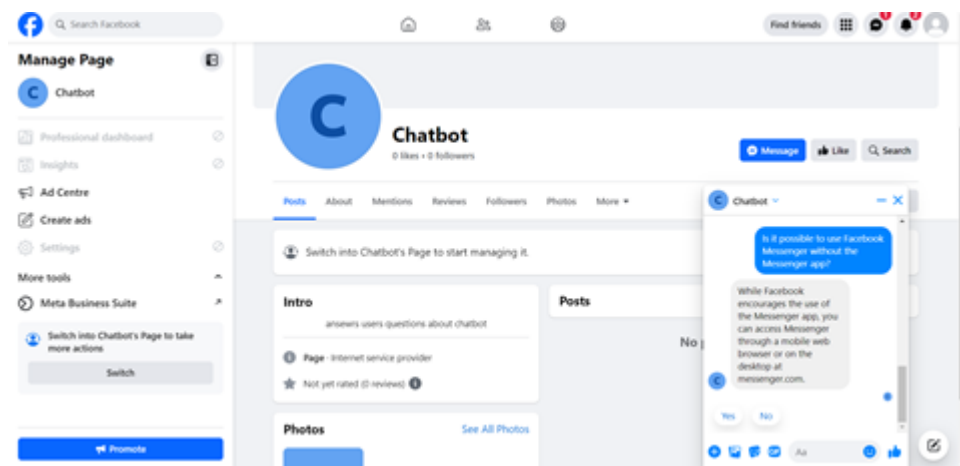 Search Facebook
Find friends
Manage Page
C Chatbot
Professional dashboard
Insights
Ad Centre
Create ads
Settings
More tools
Meta Business Suite
Switch into Chatbot's Page to take
more actions
Switch
Promote
C
Chatbot
0 likes • 0 followers
Message
Like
Search
Posts About Mentions Reviews Followers Photos More
Switch into Chatbot's Page to start managing it.
Intro
ansewrs users questions about chatbot
Page · Internet service provider
Not yet rated (0 reviews)
Photos
See All Photos
Posts
No
C Chatbot
Is it possible to use Facebook
Messenger without the
Messenger app?
While Facebook
encourages the use of
the Messenger app, you
can access Messenger
through a mobile web
browser or on the
desktop at
messenger.com.
C
Yes No
GIF
Aa